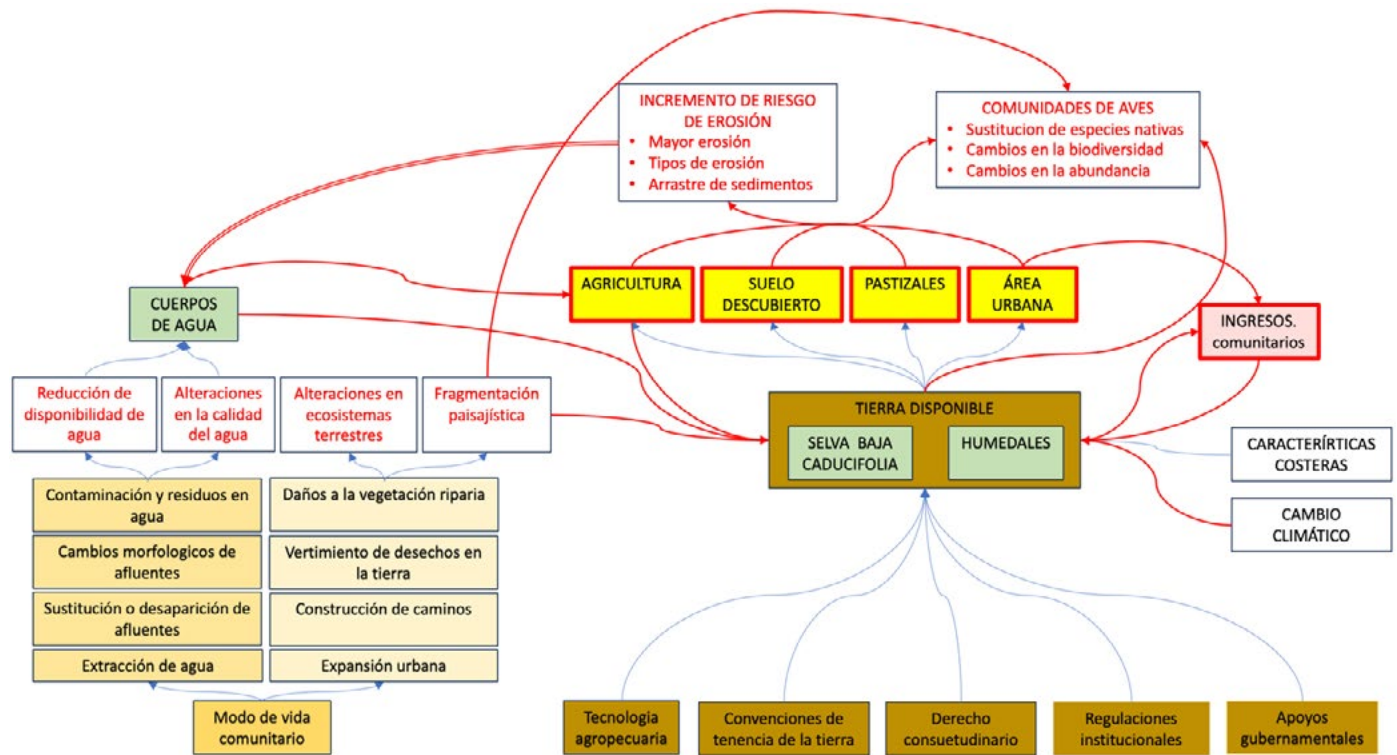 INCREMENTO DE RIESGO
DE EROSIÓN
• Mayor erosión
• Tipos de erosión
• Arrastre de sedimentos
COMUNIDADES DE AVES
• Sustitucion de especies nativas
• Cambios en la biodiversidad
• Cambios en la abundancia
CUERPOS
DE AGUA
AGRICULTURA
SUELO
DESCUBIERTO
PASTIZALES
ÁREA
URBANA
INGRESOS.
comunitarios
Reducción de
disponibilidad de
agua
Alteraciones
en la calidad
del agua
Alteraciones en
ecosistemas
terrestres
Fragmentación
paisajística
TIERRA DISPONIBLE
SELVA BAJA
CADUCIFOLIA
HUMEDALES
CARACTERÍRTICAS
COSTERAS
CAMBIO
CLIMÁTICO
Contaminación y residuos en
agua
Cambios morfologicos de
afluentes
Sustitución o desaparición de
afluentes
Extracción de agua
Daños a la vegetación riparia
Vertimiento de desechos en
la tierra
Construcción de caminos
Expansión urbana
Modo de vida
comunitario
Tecnologia
agropecuaria
Convenciones de
tenencia de la tierra
Derecho
consuetudinario
Regulaciones
institucionales
Apoyos
gubernamentales